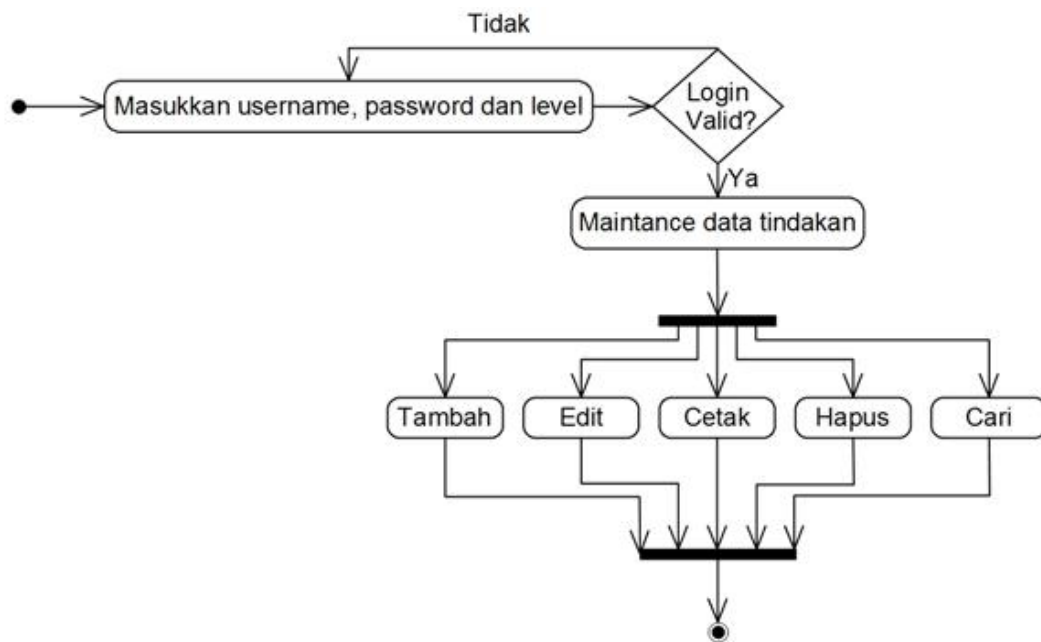 Tidak
Masukkan username, password dan level
Login
Valid?
Ya
Maintance data tindakan
Tambah
Edit
Cetak
Hapus
Cari